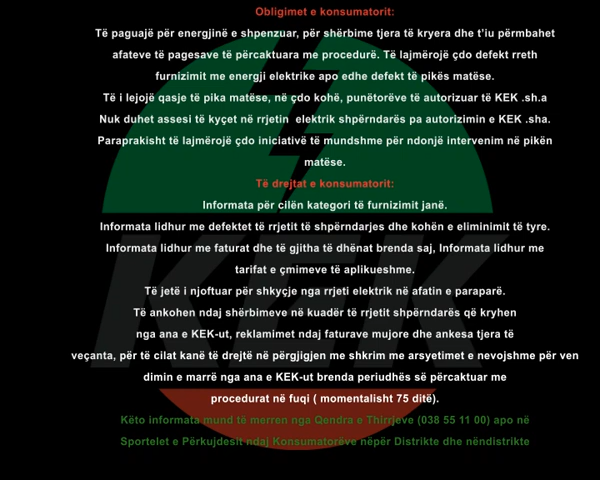 Obligimet e konsumatorit:
Të paguajë për energjinë e shpenzuar, për shërbime tjera të kryera dhe t'iu përmbahet
afateve të pagesave të përcaktuara me procedurë. Të lajmërojë çdo defekt rreth
furnizimit me energji elektrike apo edhe defekt të pikës matëse.
Të i lejojë qasje të pika matëse, në çdo kohë, punëtorëve të autorizuar të KEK .sh.a
Nuk duhet assesi të kyçet në rrjetin elektrik shpërndarës pa autorizimin e KEK .sha.
Paraprakisht të lajmërojë çdo iniciativë të mundshme për ndonjë intervenim në pikën
matëse.
Të drejtat e konsumatorit:
Informata për cilën kategori të furnizimit janë.
Informata lidhur me defektet të rrjetit të shpërndarjes dhe kohën e eliminimit të tyre.
Informata lidhur me faturat dhe të gjitha të dhënat brenda saj, Informata lidhur me
tarifat e çmimeve të aplikueshme.
Të jetë i njoftuar për shkyçje nga rrjeti elektrik në afatin e paraparë.
Të ankohen ndaj shërbimeve në kuadër të rrjetit shpërndarës që kryhen
nga ana e KEK-ut, reklamimet ndaj faturave mujore dhe ankesa tjera të
veçanta, për të cilat kanë të drejtë në përgjigjen me shkrim me arsyetimet e nevojshme për ven
dimin e marrë nga ana e KEK-ut brenda periudhës së përcaktuar me
procedurat në fuqi ( momentalisht 75 ditë).
Këto informata mund të merren nga Qendra e Thirrjeve (038 55 11 00) apo në
Sportelet e Përkujdesit ndaj Konsumatorëve nëpër Distrikte dhe nëndistrikte
KEK